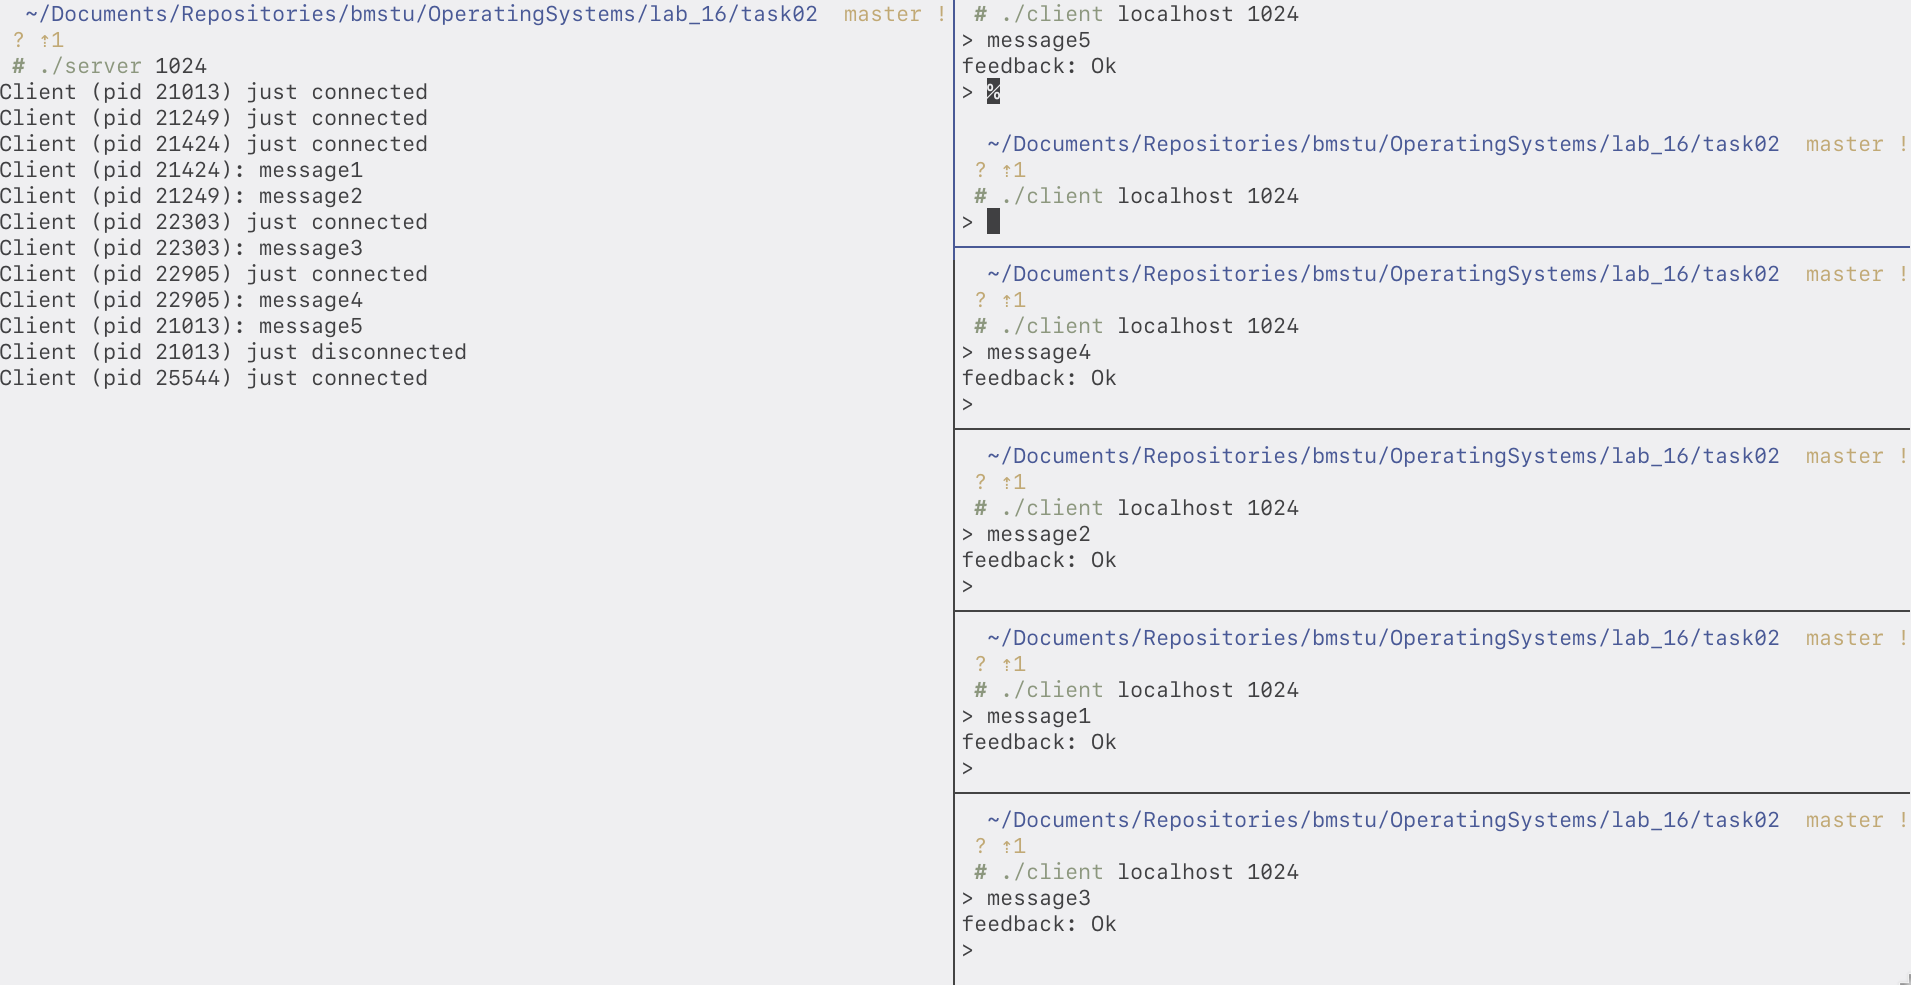 ~/Documents/Repositories/bmstu/OperatingSystems/lab_16/task02 master !
? ⇡1
# ./server 1024
Client (pid 21013) just connected
Client (pid 21249) just connected
Client (pid 21424) just connected
Client (pid 21424): message1
Client (pid 21249): message2
Client (pid 22303) just connected
Client (pid 22303): message3
Client (pid 22905) just connected
Client (pid 22905): message4
Client (pid 21013): message5
Client (pid 21013) just disconnected
Client (pid 25544) just connected
# ./client localhost 1024
> message5
feedback: Ok
> %
~/Documents/Repositories/bmstu/OperatingSystems/lab_16/task02 master !
? ⇡1
# ./client localhost 1024
>
~/Documents/Repositories/bmstu/OperatingSystems/lab_16/task02 master !
? ⇡1
# ./client localhost 1024
> message4
feedback: Ok
>
~/Documents/Repositories/bmstu/OperatingSystems/lab_16/task02 master !
? ⇡1
# ./client localhost 1024
> message2
feedback: Ok
>
~/Documents/Repositories/bmstu/OperatingSystems/lab_16/task02 master !
? ⇡1
# ./client localhost 1024
> message1
feedback: Ok
>
~/Documents/Repositories/bmstu/OperatingSystems/lab_16/task02 master !
? ⇡1
# ./client localhost 1024
> message3
feedback: Ok
>